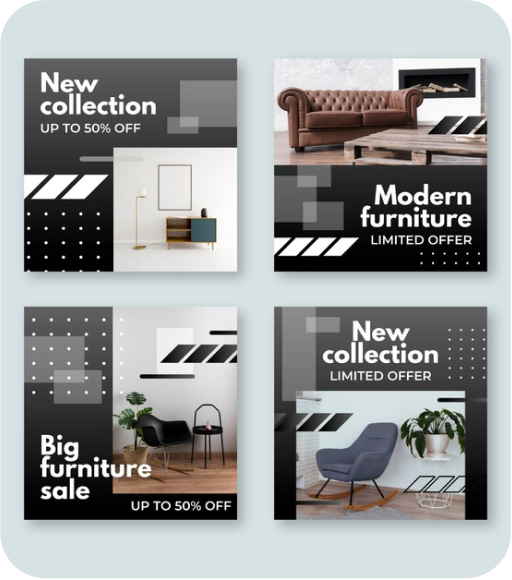 New
collection
UP TO 50% OFF
Modern
furniture
LIMITED OFFER
Big
furniture
sale
UP TO 50% OFF
New
collection
LIMITED OFFER